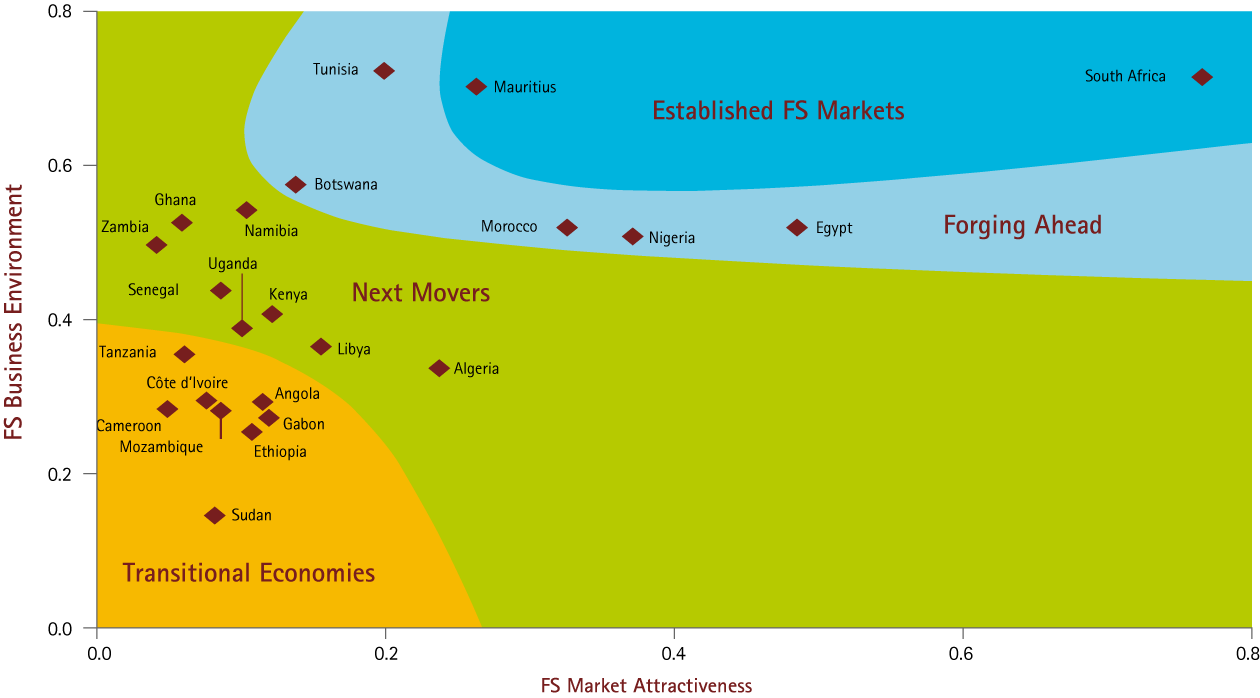 0.8
Tunisia
Mauritius
South Africa
Established FS Markets
0.6
Botswana
Ghana
Zambia
Namibia
Morocco
Nigeria
Egypt
Forging Ahead
Uganda
Senegal
Kenya
Next Movers
0.4
Tanzania
Libya
Algeria
Côte d'Ivoire
Angola
Cameroon
Gabon
Mozambique
Ethiopia
0.2
Sudan
Transitional Economies
0.0
FS Business Environment
0.0
0.2
0.4
0.6
0.8
FS Market Attractiveness